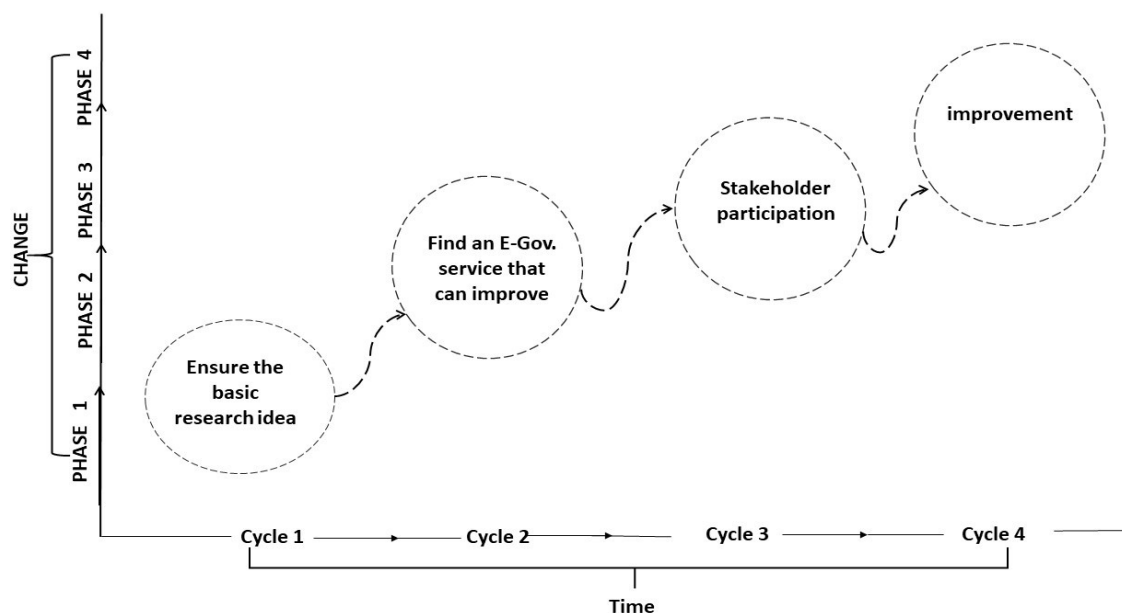 PHASE 4
PHASE 3
PHASE 2
PHASE 1
CHANGE
improvement
Stakeholder
participation
Find an E-Gov.
service that
can improve
Ensure the
basic
research idea
Cycle 1
Cycle 2
Cycle 3
Cycle 4
Time